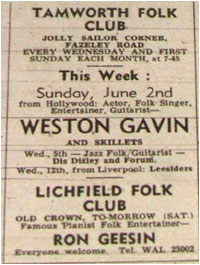 TAMWORTH FOLK
CLUB
JOLLY SAILOR CORNER,
FAZELEY ROAD
EVERY WEDNESDAY AND FIRST
SUNDAY EACH MONTH, at 7-45
This Week :
Sunday, June 2nd
from Hollywood: Actor, Folk Singer,
Entertainer, Guitarist—
WESTON GAVIN
AND SKILLETS
Wed., 5th — Jazz Folk/Guitarist —
Diz Dizley and Forum.
Wed., 12th, from Liverpool: Leesiders
LICHFIELD FOLK
CLUB
OLD CROWN, TO-MORROW (SAT.)
Famous Pianist Folk Entertainer—
RON GEESIN
Everyone welcome. Tel. WAL 23002